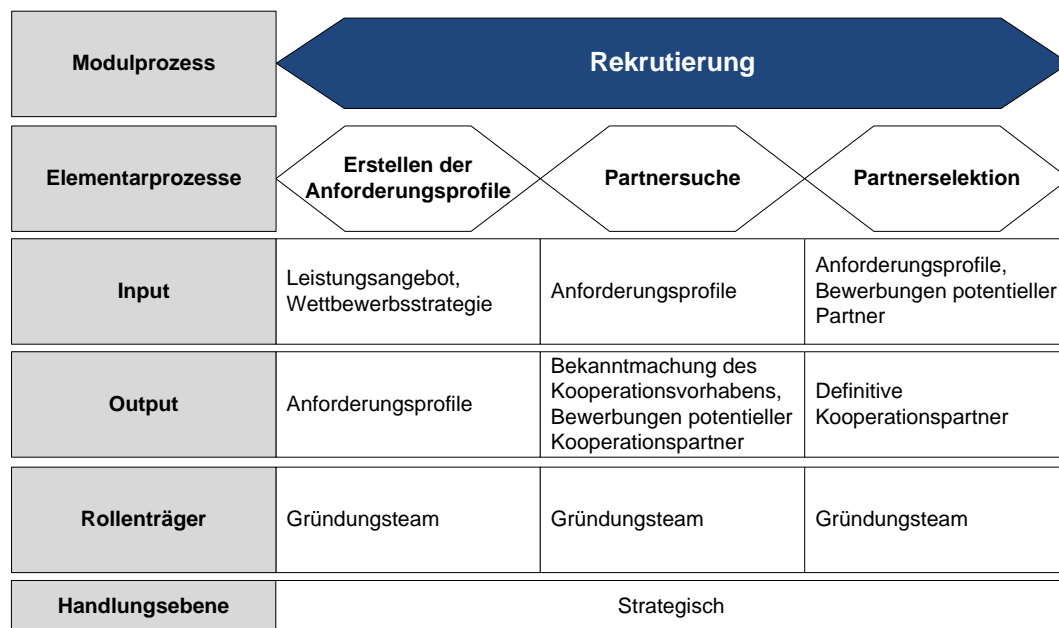 Modulprozess
Rekrutierung
Elementarprozesse
Erstellen der
Anforderungsprofile
Partnersuche
Partnerselektion
Input
Leistungsangebot,
Wettbewerbsstrategie
Anforderungsprofile
Anforderungsprofile,
Bewerbungen potentieller
Partner
Output
Anforderungsprofile
Bekanntmachung des
Kooperationsvorhabens,
Bewerbungen potentieller
Kooperationspartner
Definitive
Kooperationspartner
Rollenträger
Gründungsteam
Gründungsteam
Gründungsteam
Handlungsebene
Strategisch